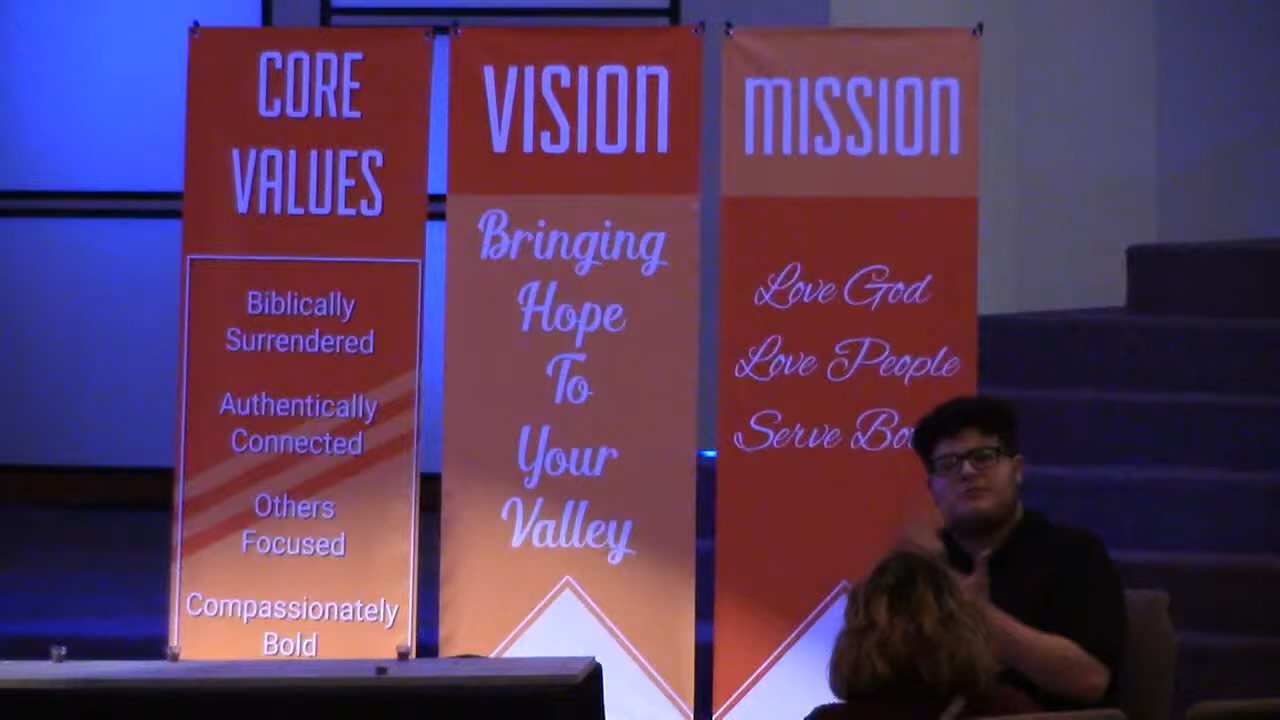 CORE
VALUES
Biblically
Surrendered
Authentically
Connected
Others
Focused
Compassionately
Bold
VISION
Bringing
Hope
To
Your
Valley
MISSION
Love God
Love People
Serve